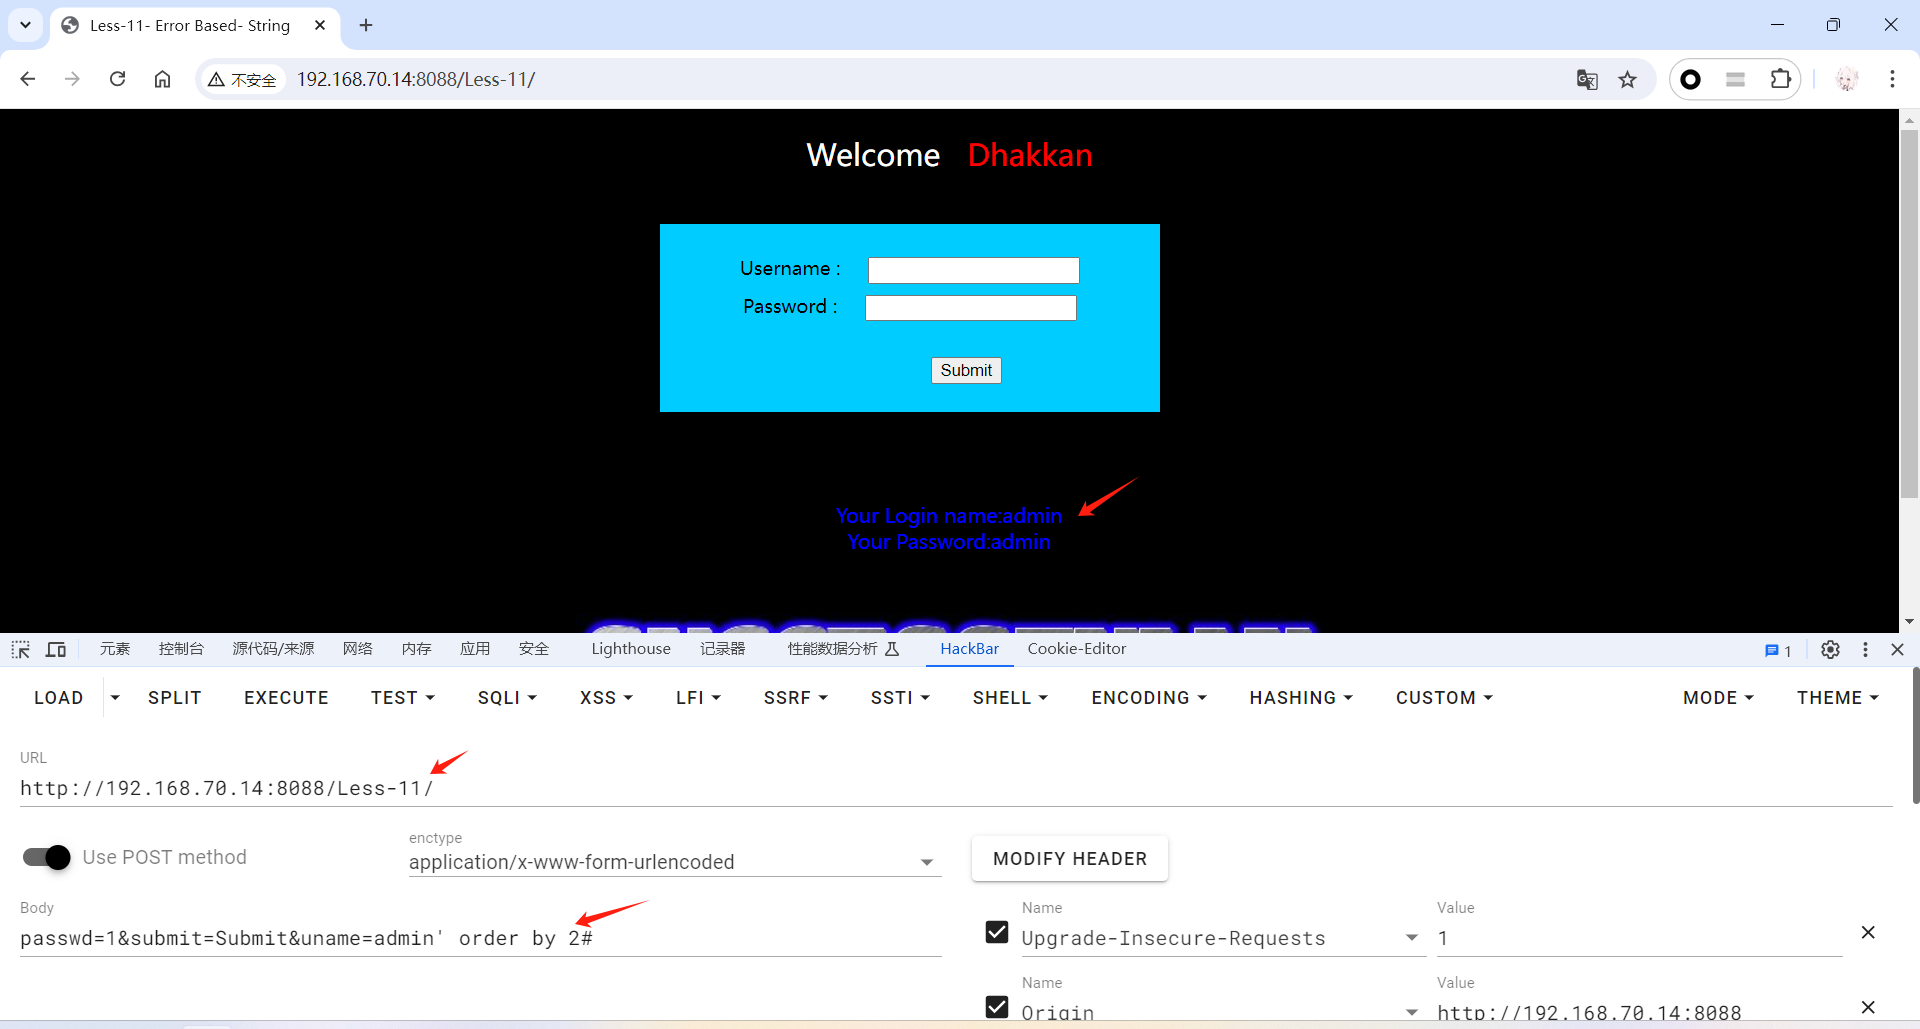 Less-11- Error Based- String
不安全 192.168.70.14:8088/Less-11/
Welcome Dhakkan
Username :
Password :
Submit
Your Login name:admin
Your Password:admin
元素 控制台 源代码/来源 网络 内存 应用 安全 Lighthouse 记录器 性能数据分析 HackBar Cookie-Editor 1
LOAD SPLIT EXECUTE TEST SQLI XSS LFI SSRF SSTI SHELL ENCODING HASHING CUSTOM MODE THEME
URL
http://192.168.70.14:8088/Less-11/
Use POST method
enctype
application/x-www-form-urlencoded
MODIFY HEADER
Body
passwd=1&submit=Submit&uname=admin' order by 2#
Name Value
Upgrade-Insecure-Requests 1
Name Value
Origin http://192.168.70.14:8088